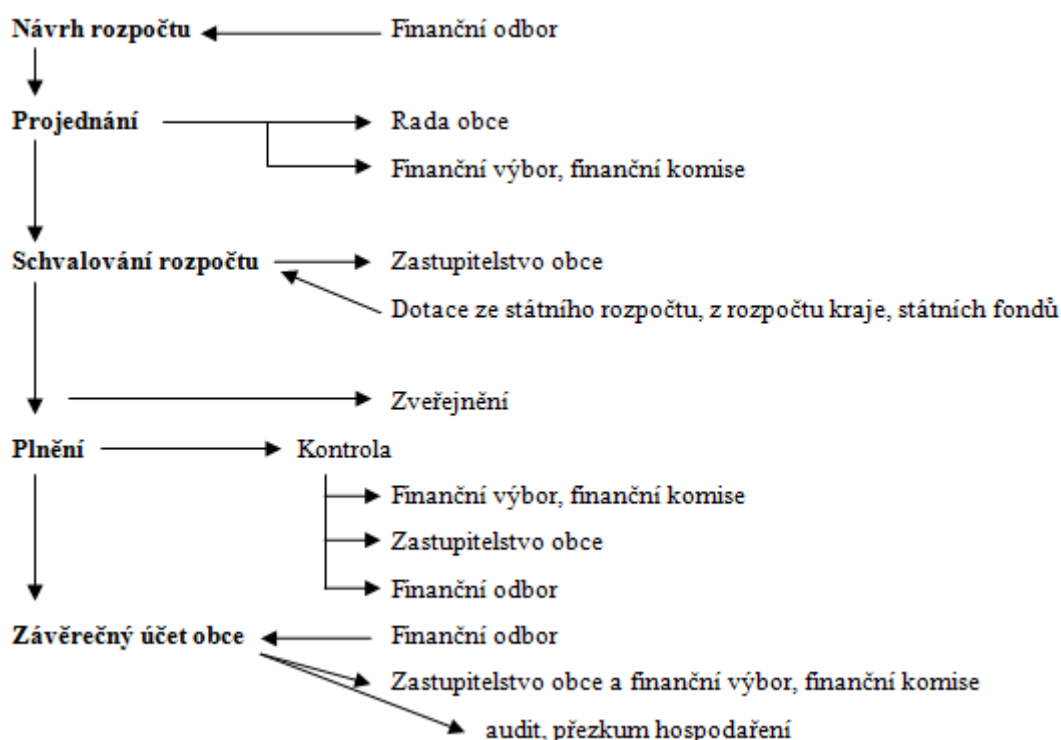 Návrh rozpočtu Finanční odbor
Projednání Rada obce
Finanční výbor, finanční komise
Schvalování rozpočtu Zastupitelstvo obce
Dotace ze státního rozpočtu, z rozpočtu kraje, státních fondů
Zveřejnění
Plnění Kontrola
Finanční výbor, finanční komise
Zastupitelstvo obce
Finanční odbor
Závěrečný účet obce Finanční odbor
Zastupitelstvo obce a finanční výbor, finanční komise
audit, přezkum hospodaření